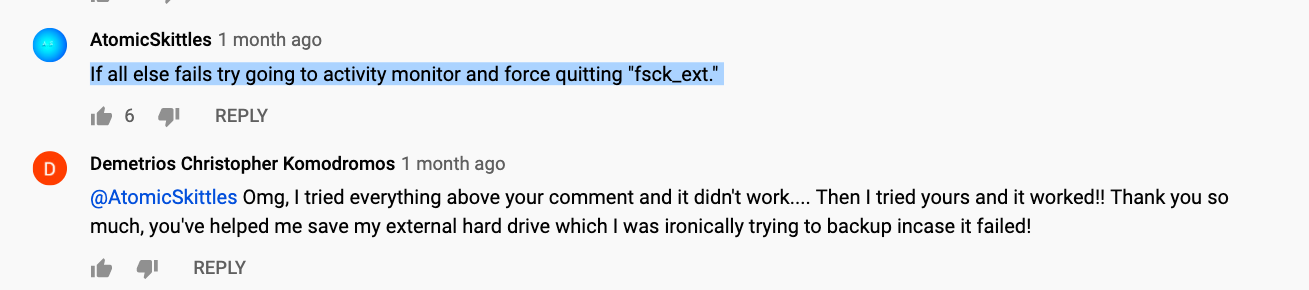 AtomicSkittles 1 month ago
If all else fails try going to activity monitor and force quitting "fsck_ext."
6 REPLY
D
Demetrios Christopher Komodromos 1 month ago
@AtomicSkittles Omg, I tried everything above your comment and it didn't work.... Then I tried yours and it worked!! Thank you so
much, you've helped me save my external hard drive which I was ironically trying to backup incase it failed!
REPLY